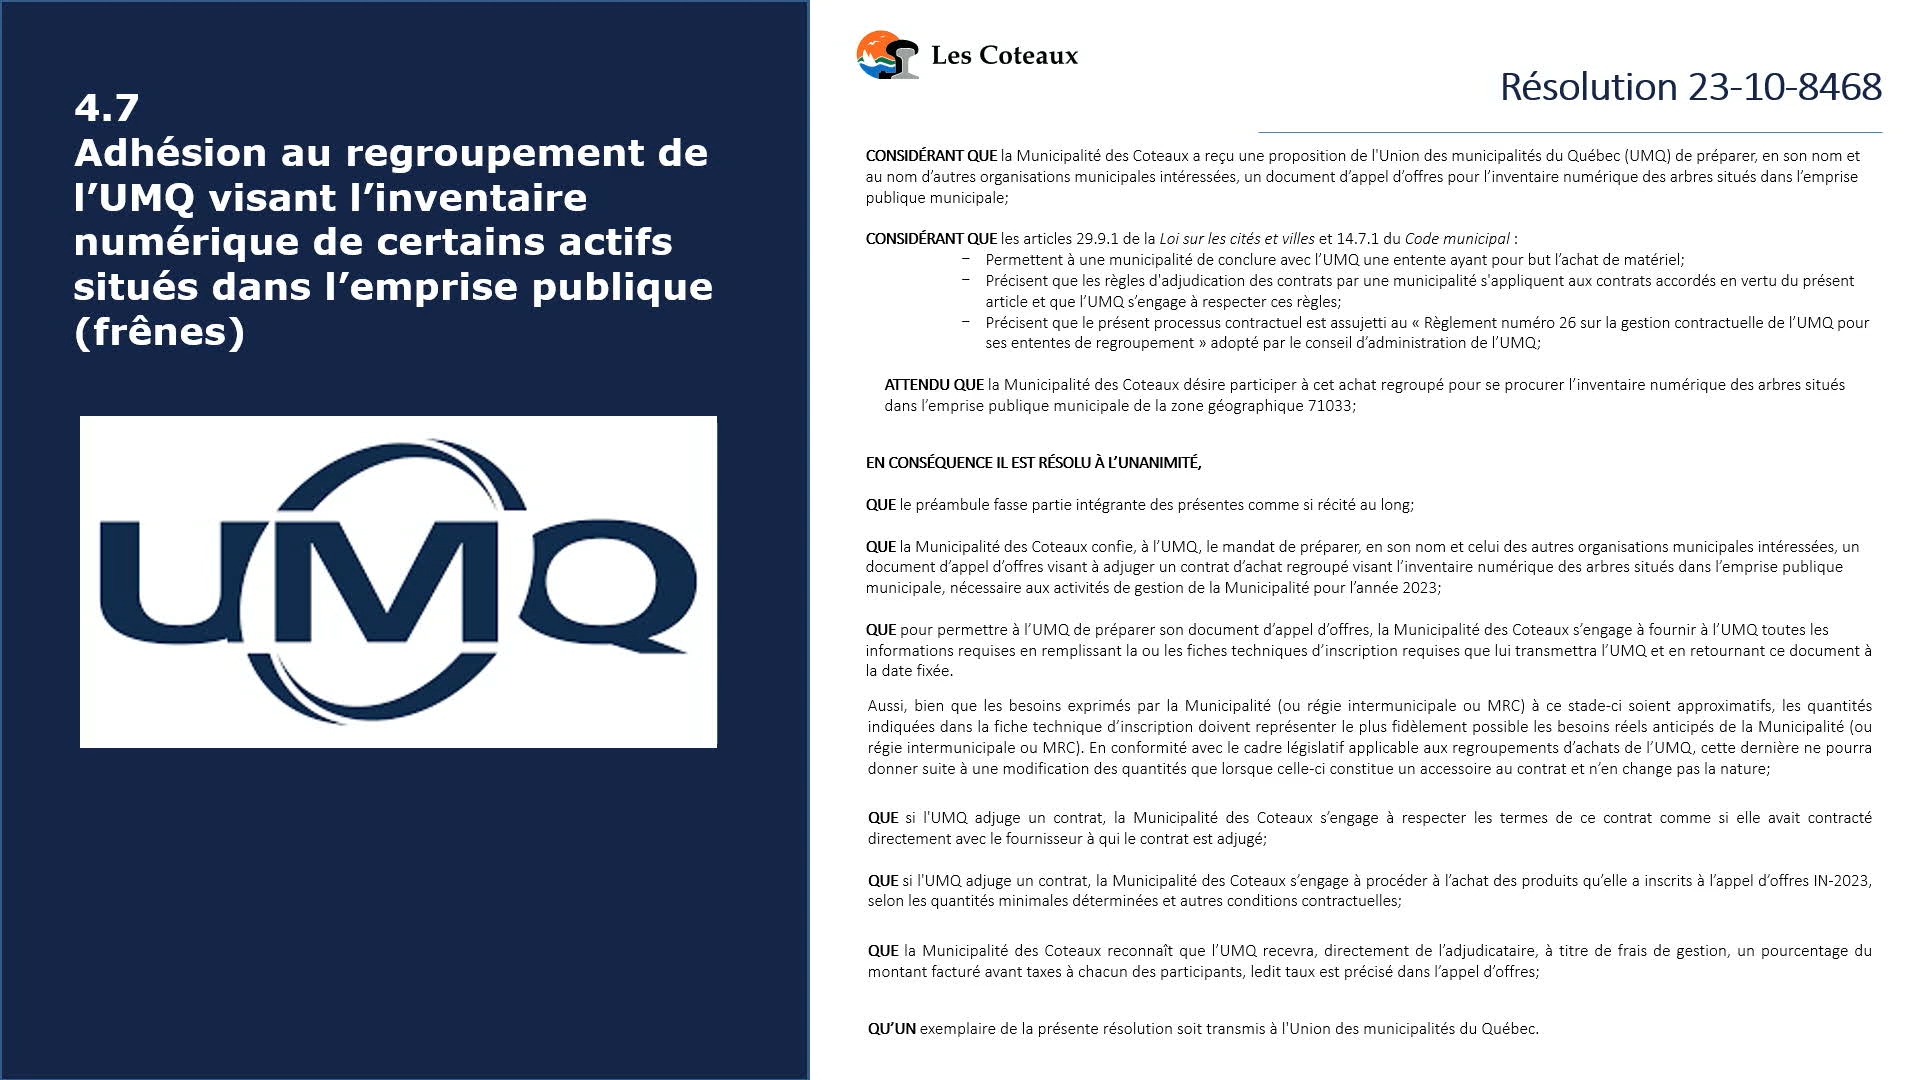 4.7
Adhésion au regroupement de
l’UMQ visant l’inventaire
numérique de certains actifs
situés dans l’emprise publique
(frênes)
UMQ
Les Coteaux
Résolution 23-10-8468
CONSIDÉRANT QUE la Municipalité des Coteaux a reçu une proposition de l'Union des municipalités du Québec (UMQ) de préparer, en son nom et
au nom d’autres organisations municipales intéressées, un document d’appel d’offres pour l’inventaire numérique des arbres situés dans l’emprise
publique municipale;
CONSIDÉRANT QUE les articles 29.9.1 de la Loi sur les cités et villes et 14.7.1 du Code municipal :
− Permettent à une municipalité de conclure avec l’UMQ une entente ayant pour but l’achat de matériel;
− Précisent que les règles d'adjudication des contrats par une municipalité s'appliquent aux contrats accordés en vertu du présent
article et que l’UMQ s’engage à respecter ces règles;
− Précisent que le présent processus contractuel est assujetti au « Règlement numéro 26 sur la gestion contractuelle de l’UMQ pour
ses ententes de regroupement » adopté par le conseil d’administration de l’UMQ;
ATTENDU QUE la Municipalité des Coteaux désire participer à cet achat regroupé pour se procurer l’inventaire numérique des arbres situés
dans l’emprise publique municipale de la zone géographique 71033;
EN CONSÉQUENCE IL EST RÉSOLU À L’UNANIMITÉ,
QUE le préambule fasse partie intégrante des présentes comme si récité au long;
QUE la Municipalité des Coteaux confie, à l’UMQ, le mandat de préparer, en son nom et celui des autres organisations municipales intéressées, un
document d’appel d’offres visant à adjuger un contrat d’achat regroupé visant l’inventaire numérique des arbres situés dans l’emprise publique
municipale, nécessaire aux activités de gestion de la Municipalité pour l’année 2023;
QUE pour permettre à l’UMQ de préparer son document d’appel d’offres, la Municipalité des Coteaux s’engage à fournir à l’UMQ toutes les
informations requises en remplissant la ou les fiches techniques d’inscription requises que lui transmettra l’UMQ et en retournant ce document à
la date fixée.
Aussi, bien que les besoins exprimés par la Municipalité (ou régie intermunicipale ou MRC) à ce stade-ci soient approximatifs, les quantités
indiquées dans la fiche technique d’inscription doivent représenter le plus fidèlement possible les besoins réels anticipés de la Municipalité (ou
régie intermunicipale ou MRC). En conformité avec le cadre législatif applicable aux regroupements d’achats de l’UMQ, cette dernière ne pourra
donner suite à une modification des quantités que lorsque celle-ci constitue un accessoire au contrat et n’en change pas la nature;
QUE si l'UMQ adjuge un contrat, la Municipalité des Coteaux s’engage à respecter les termes de ce contrat comme si elle avait contracté
directement avec le fournisseur à qui le contrat est adjugé;
QUE si l'UMQ adjuge un contrat, la Municipalité des Coteaux s’engage à procéder à l’achat des produits qu’elle a inscrits à l’appel d’offres IN-2023,
selon les quantités minimales déterminées et autres conditions contractuelles;
QUE la Municipalité des Coteaux reconnaît que l’UMQ recevra, directement de l’adjudicataire, à titre de frais de gestion, un pourcentage du
montant facturé avant taxes à chacun des participants, ledit taux est précisé dans l’appel d’offres;
QU’UN exemplaire de la présente résolution soit transmis à l'Union des municipalités du Québec.